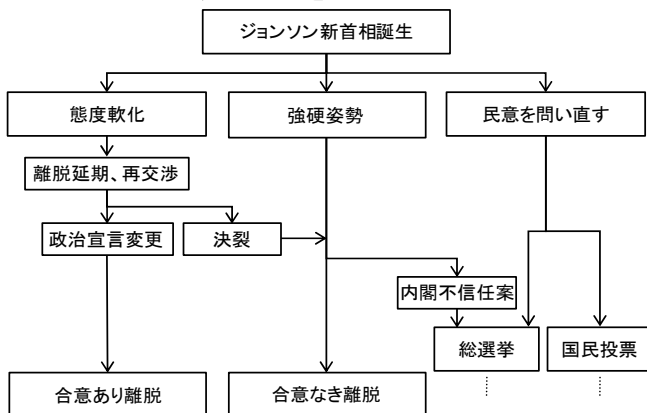 ジョンソン新首相誕生
態度軟化
強硬姿勢
民意を問い直す
離脱延期、再交渉
政治宣言変更
決裂
内閣不信任案
総選挙
国民投票
合意あり離脱
合意なき離脱